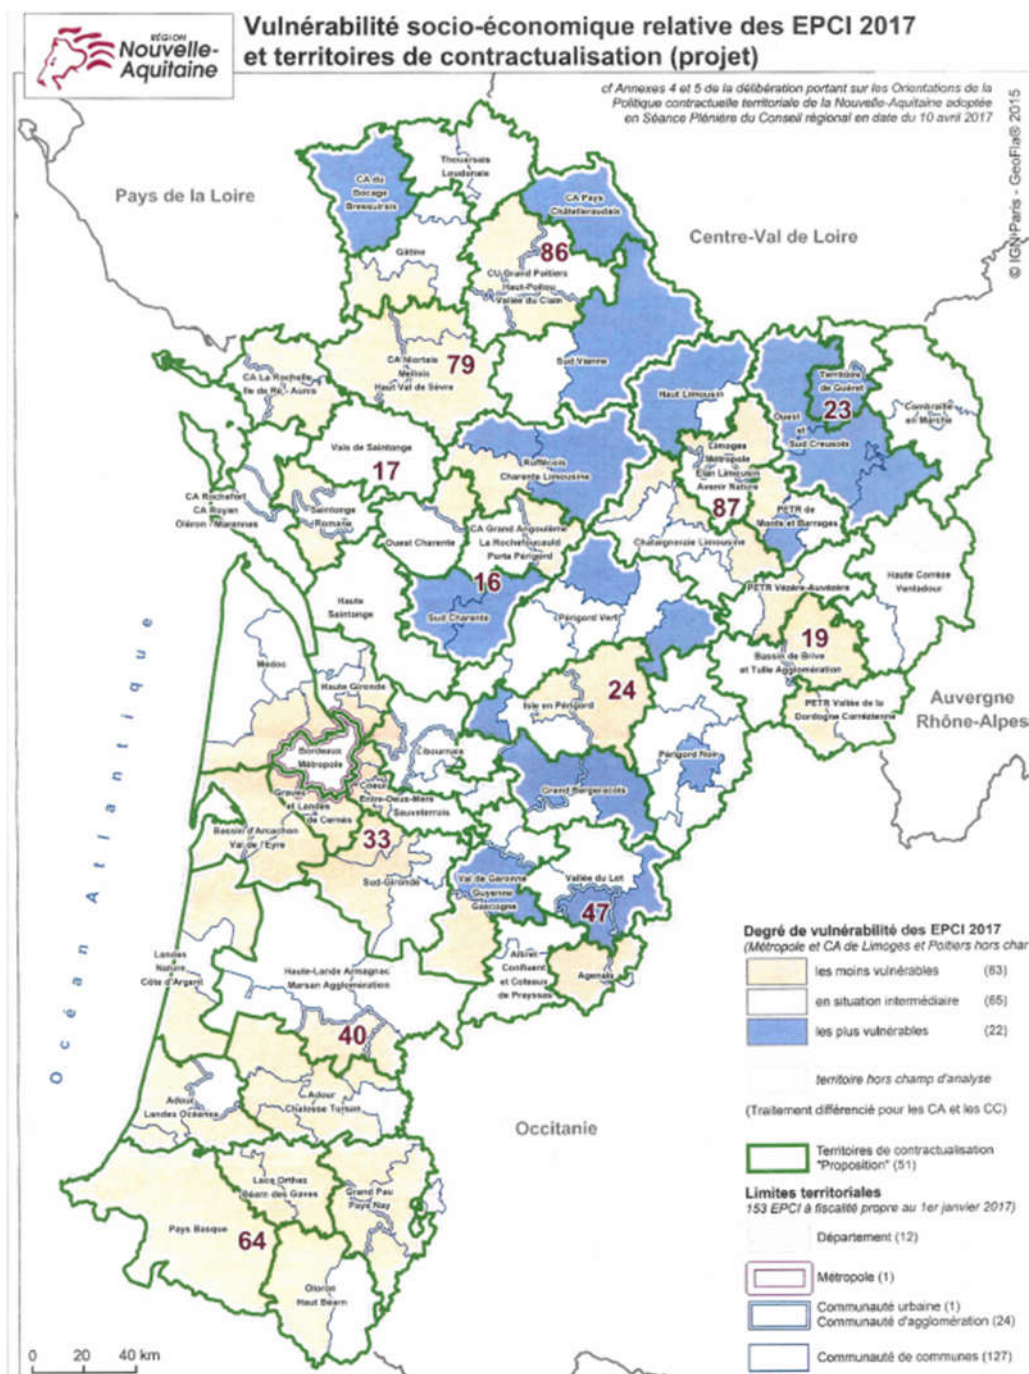 RÉGION
Nouvelle-
Aquitaine
Vulnérabilité socio-économique relative des EPCI 2017
et territoires de contractualisation (projet)
cf Annexes 4 et 5 de la délibération portant sur les Orientations de la
Politique contractuelle territoriale de la Nouvelle-Aquitaine adoptée
en Séance Plénière du Conseil régional en date du 10 avril 2017
© IGN-Paris - GeoFla® 2015
Pays de la Loire
Centre-Val de Loire
Auvergne
Rhône-Alpes
Occitanie
Océan Atlantique
CA du
Bocage
Bressuirais
Thouarsais
Loudunais
CA Pays
Châtelleraudais
Gâtine
86
CU Grand Poitiers
Haut-Poitou
Vallée du Clain
CA Niortais
Mellois
Haut Val de Sèvre
79
Sud Vienne
CA La Rochelle
Ile de Ré - Aunis
Haut Limousin
Territoire
de Guéret
23
Ouest
et
Sud Creusois
Combraille
en Marche
Vals de Saintonge
17
Ruffécois
Charente Limousine
Limoges
Métropole
Elan Limousin
Avenir Nature
87
CA Rochefort
CA Royan
Oléron - Marennes
Saintonge
Romane
Ouest Charente
CA Grand Angoulême
La Rochefoucauld
Porte Périgord
Chataigneraie Limousine
PETR de
Monts et Barrages
16
Sud Charente
Haute
Saintonge
Périgord Vert
PETR Vézère-Auvézère
Haute Corrèze
Ventadour
19
Bassin de Brive
et Tulle Agglomération
Médoc
Haute Gironde
24
Isle en Périgord
PETR Vallée de la
Dordogne Corrézienne
Bordeaux
Métropole
Libournais
Périgord Noir
Coeur
Entre-Deux-Mers
Sauveterrois
Graves
et Landes
de Cernès
Grand Bergeracois
Bassin d'Arcachon
Val de l'Eyre
33
Sud-Gironde
Val de Garonne
Guyenne
Gascogne
Vallée du Lot
47
Landes
Nature
Côte d'Argent
Haute-Lande Armagnac
Marsan Agglomération
Albret
Confluent
et Coteaux
de Prayssas
Agenais
40
Adour
Landes Océanes
Adour
Chalosse Tursan
Lacq Orthez
Béarn des Gaves
Grand Pau
Pays Nay
Pays Basque
64
Oloron
Haut Béarn
Degré de vulnérabilité des EPCI 2017
(Métropole et CA de Limoges et Poitiers hors char
les moins vulnérables (63)
en situation intermédiaire (65)
les plus vulnérables (22)
territoire hors champ d'analyse
(Traitement différencié pour les CA et les CC)
Territoires de contractualisation
"Proposition" (51)
Limites territoriales
153 EPCI à fiscalité propre au 1er janvier 2017)
Département (12)
Métropole (1)
Communauté urbaine (1)
Communauté d'agglomération (24)
Communauté de communes (127)
0 20 40 km